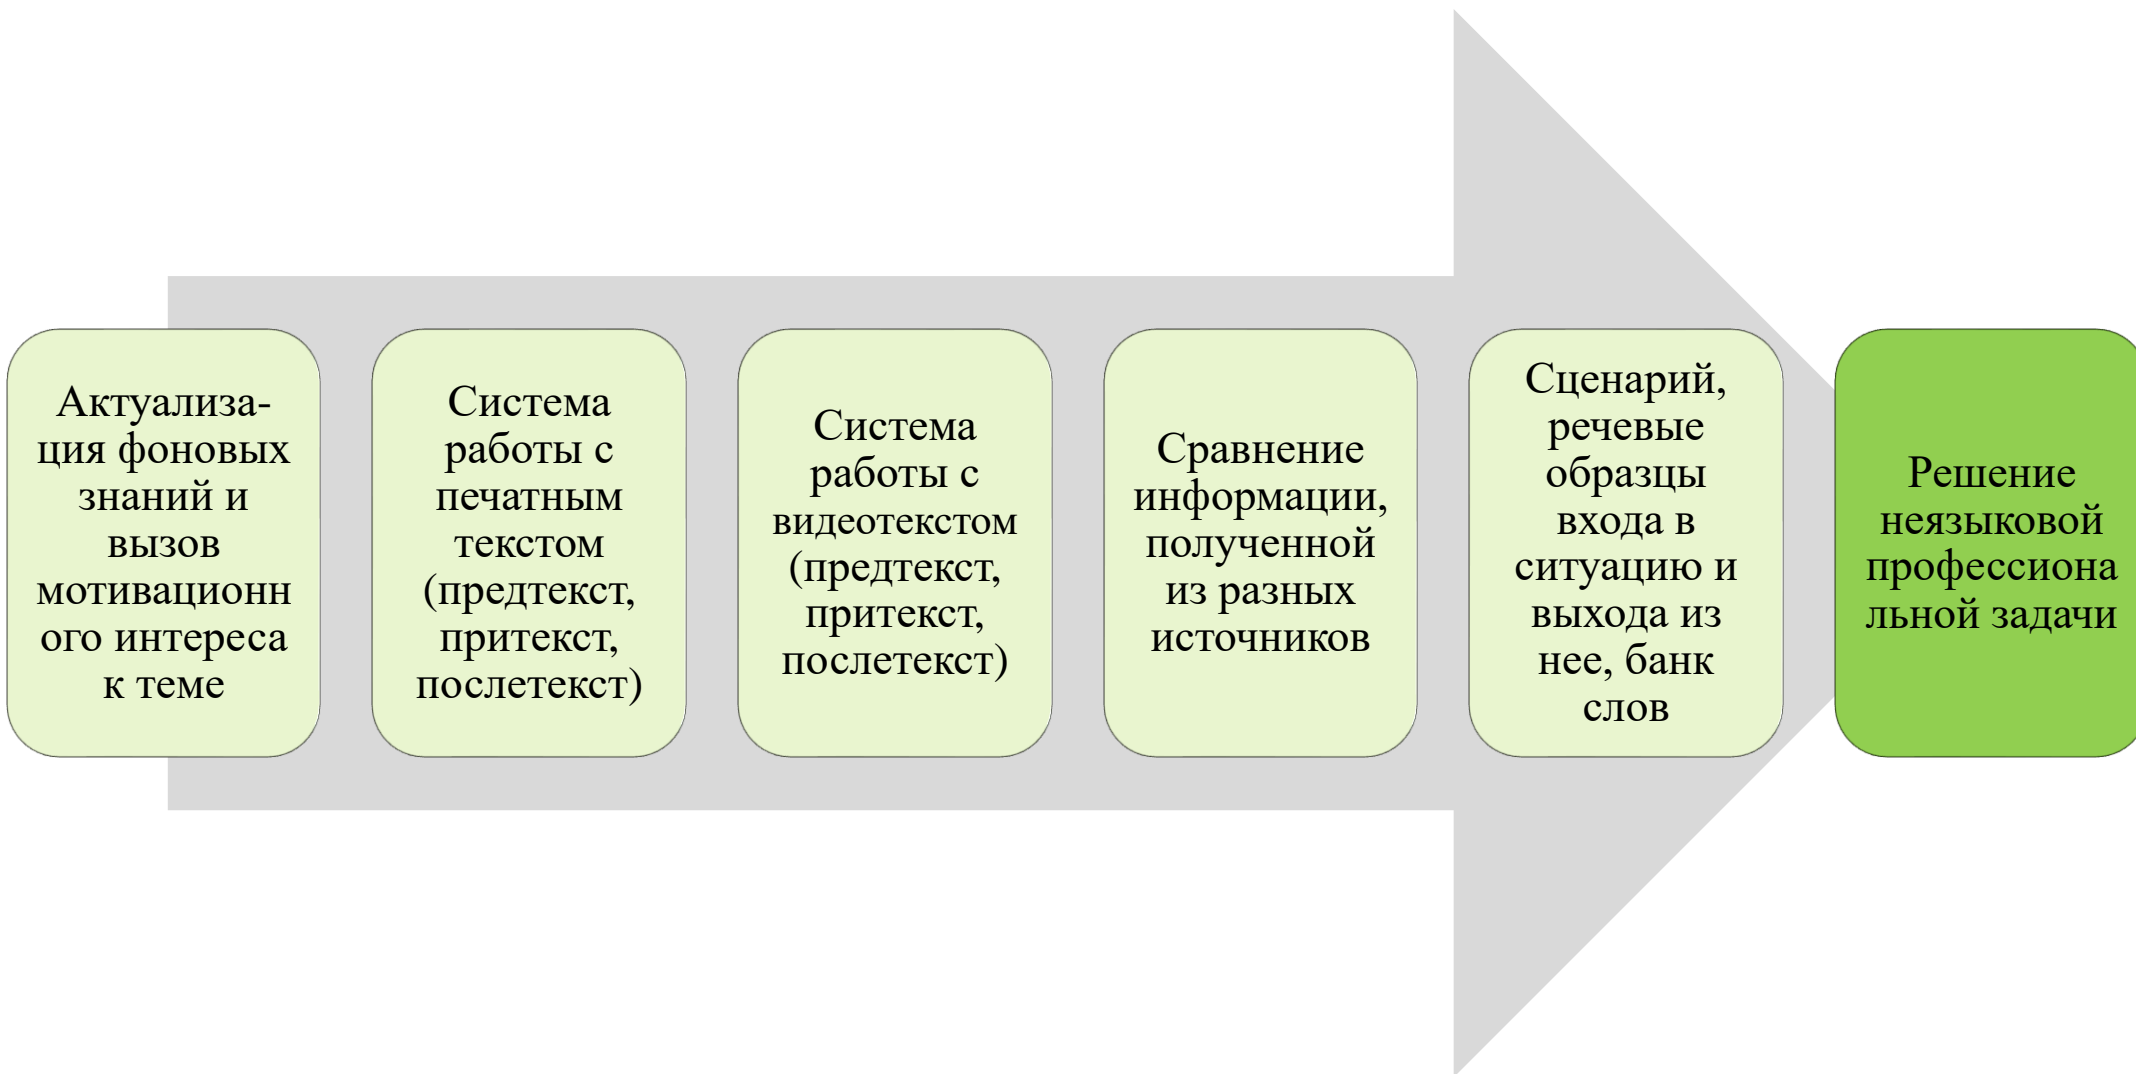 Актуализа-
ция фоновых
знаний и
вызов
мотивационн
ого интереса
к теме
Система
работы с
печатным
текстом
(предтекст,
притекст,
послетекст)
Система
работы с
видеотекстом
(предтекст,
притекст,
послетекст)
Сравнение
информации,
полученной
из разных
источников
Сценарий,
речевые
образцы
входа в
ситуацию и
выхода из
нее, банк
слов
Решение
неязыковой
профессиона
льной задачи